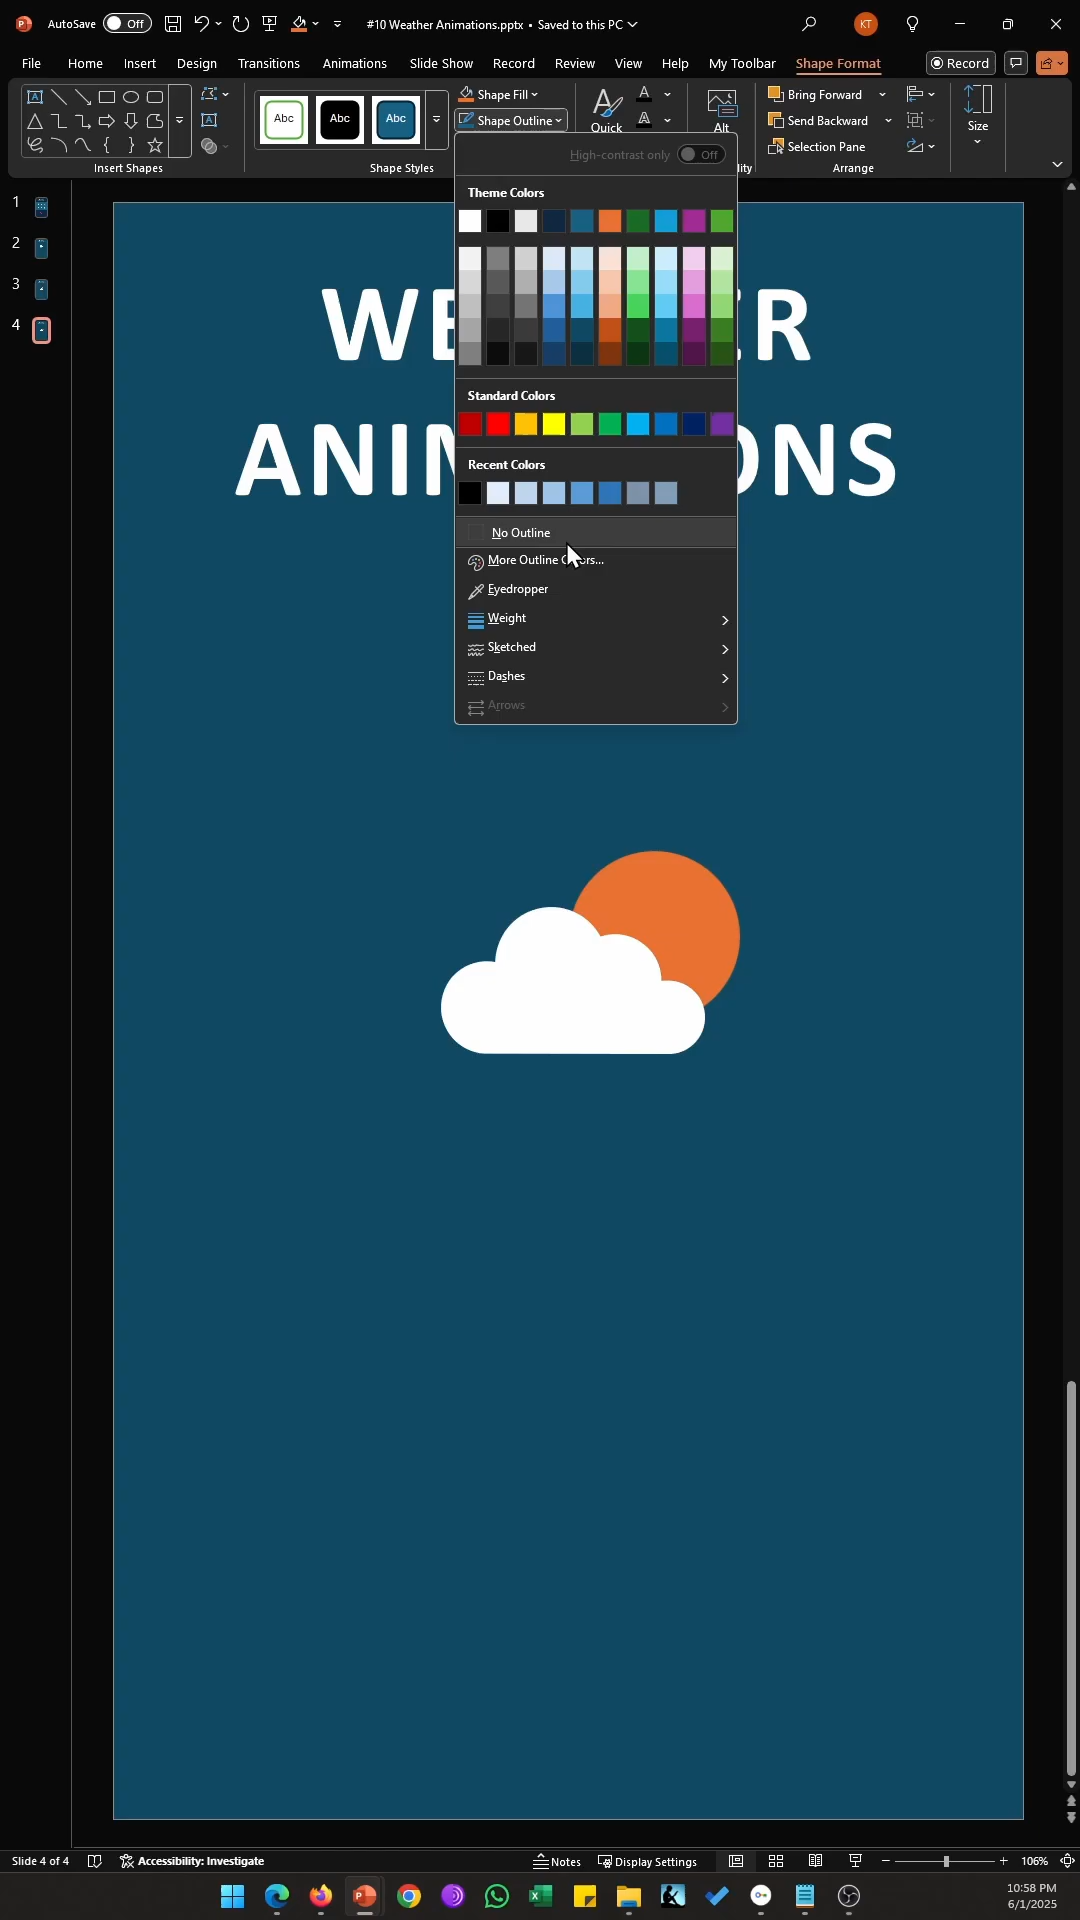 AutoSave Off #10 Weather Animations.pptx • Saved to this PC KT
File Home Insert Design Transitions Animations Slide Show Record Review View Help My Toolbar Shape Format Record
Abc Abc Abc
Shape Fill
Shape Outline
A
A
Quick
Alt
Bring Forward
Send Backward
Selection Pane
Size
Insert Shapes Shape Styles Arrange
High-contrast only Off
Theme Colors
Standard Colors
Recent Colors
No Outline
More Outline
Eyedropper
Weight
Sketched
Dashes
Arrows
1
2
3
4
Slide 4 of 4 Accessibility: Investigate Notes Display Settings 106%
10:58 PM
6/1/2025